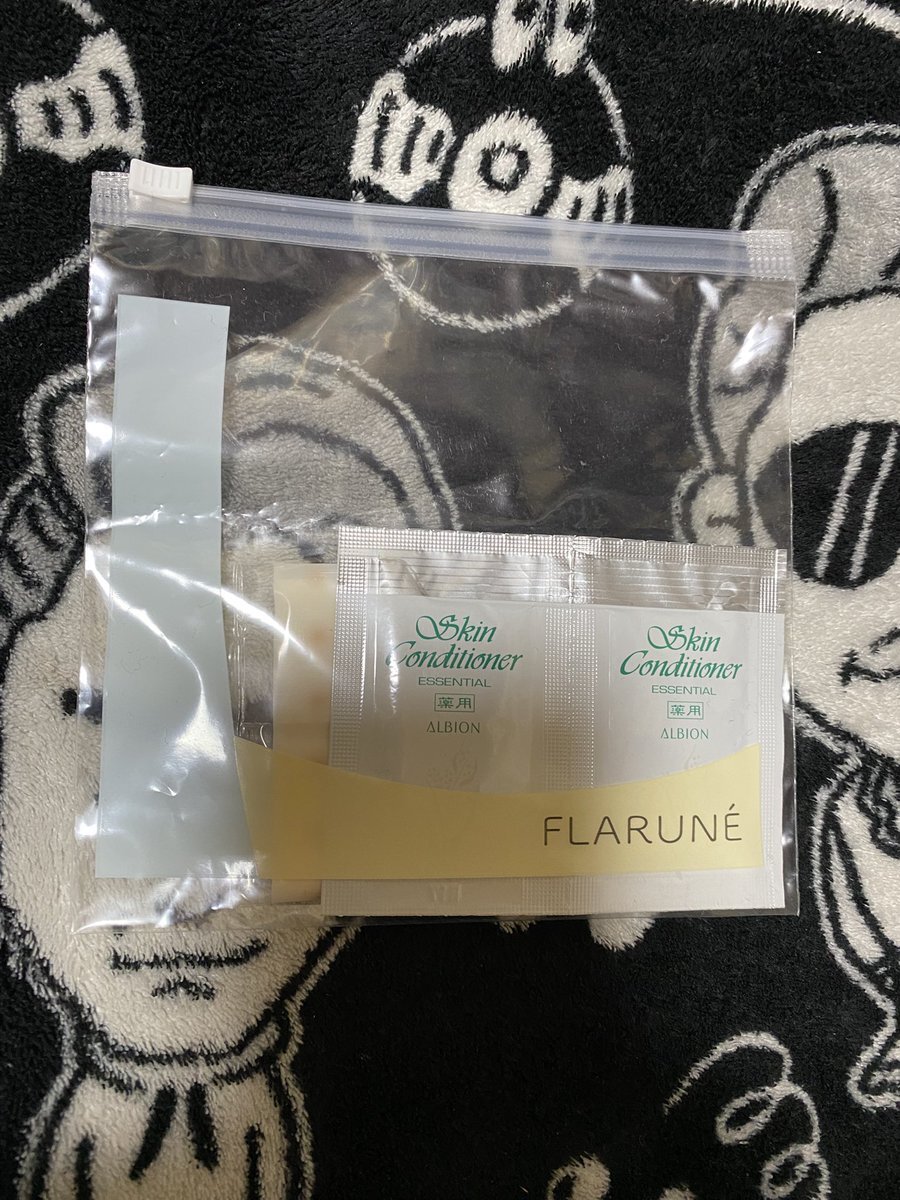 Skin
Conditioner
ESSENTIAL
薬用
ALBION
Skin
Conditioner
ESSENTIAL
薬用
ALBION
FLARUNÉ